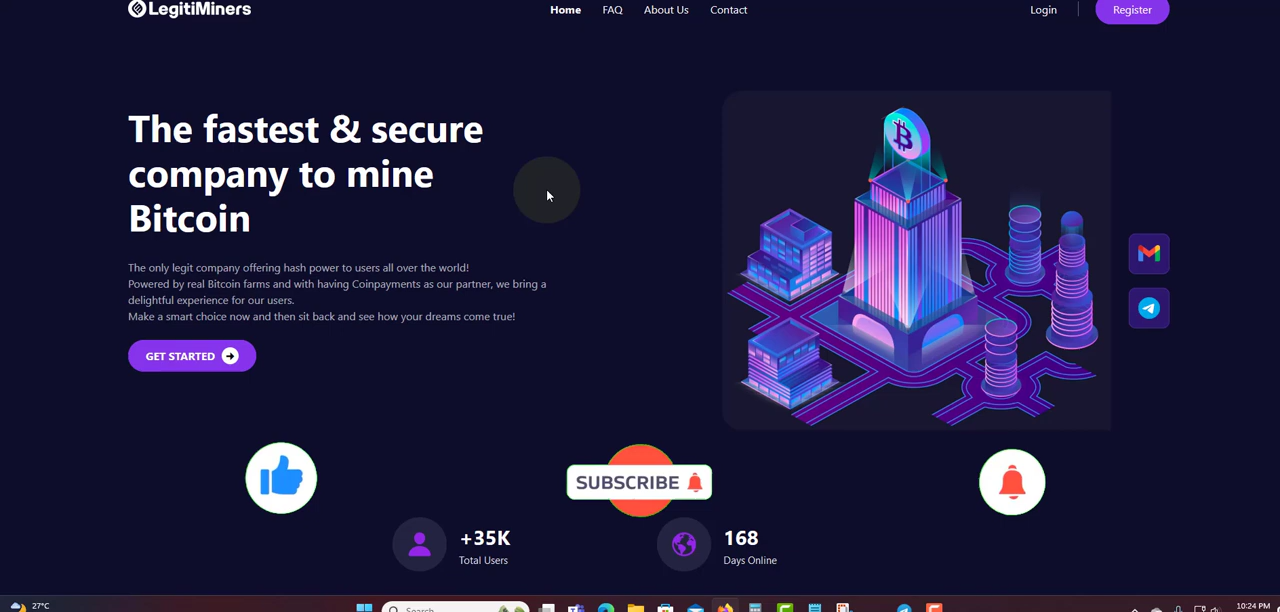 LegitiMiners
Home FAQ About Us Contact
Login Register
The fastest & secure
company to mine
Bitcoin
The only legit company offering hash power to users all over the world!
Powered by real Bitcoin farms and with having Coinpayments as our partner, we bring a
delightful experience for our users.
Make a smart choice now and then sit back and see how your dreams come true!
GET STARTED
SUBSCRIBE
+35K
Total Users
168
Days Online
27°C
Search
10:24 PM